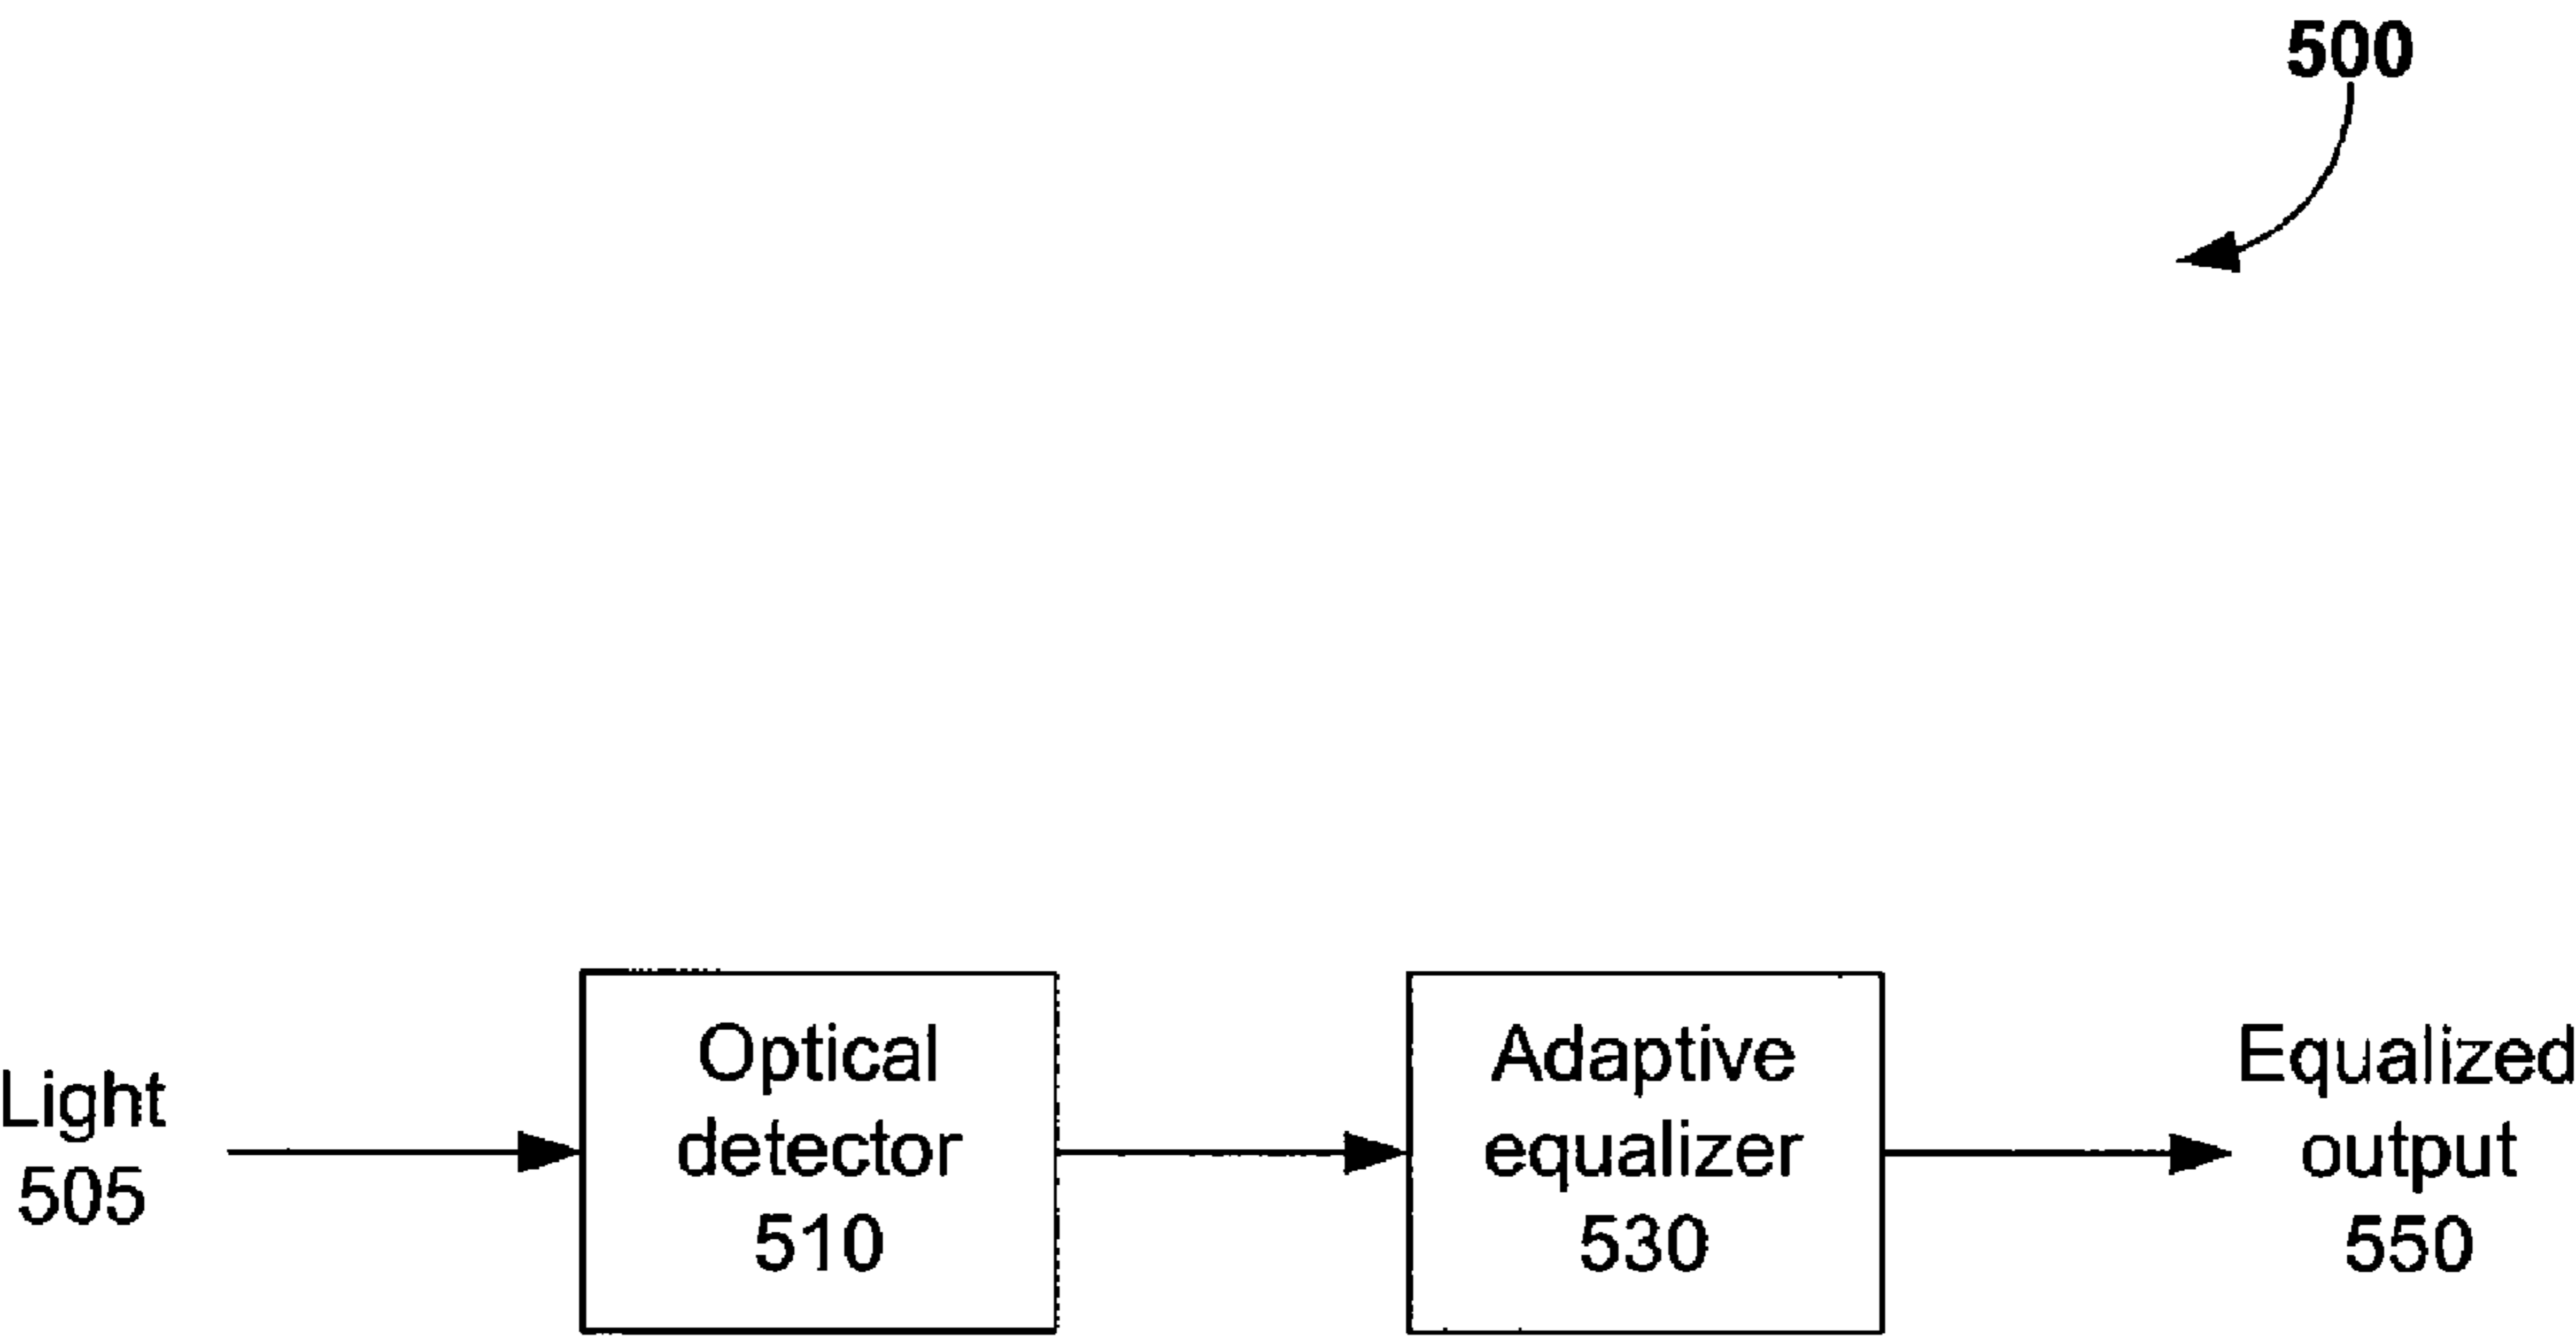 500
Light
505
Optical
detector
510
Adaptive
equalizer
530
Equalized
output
550